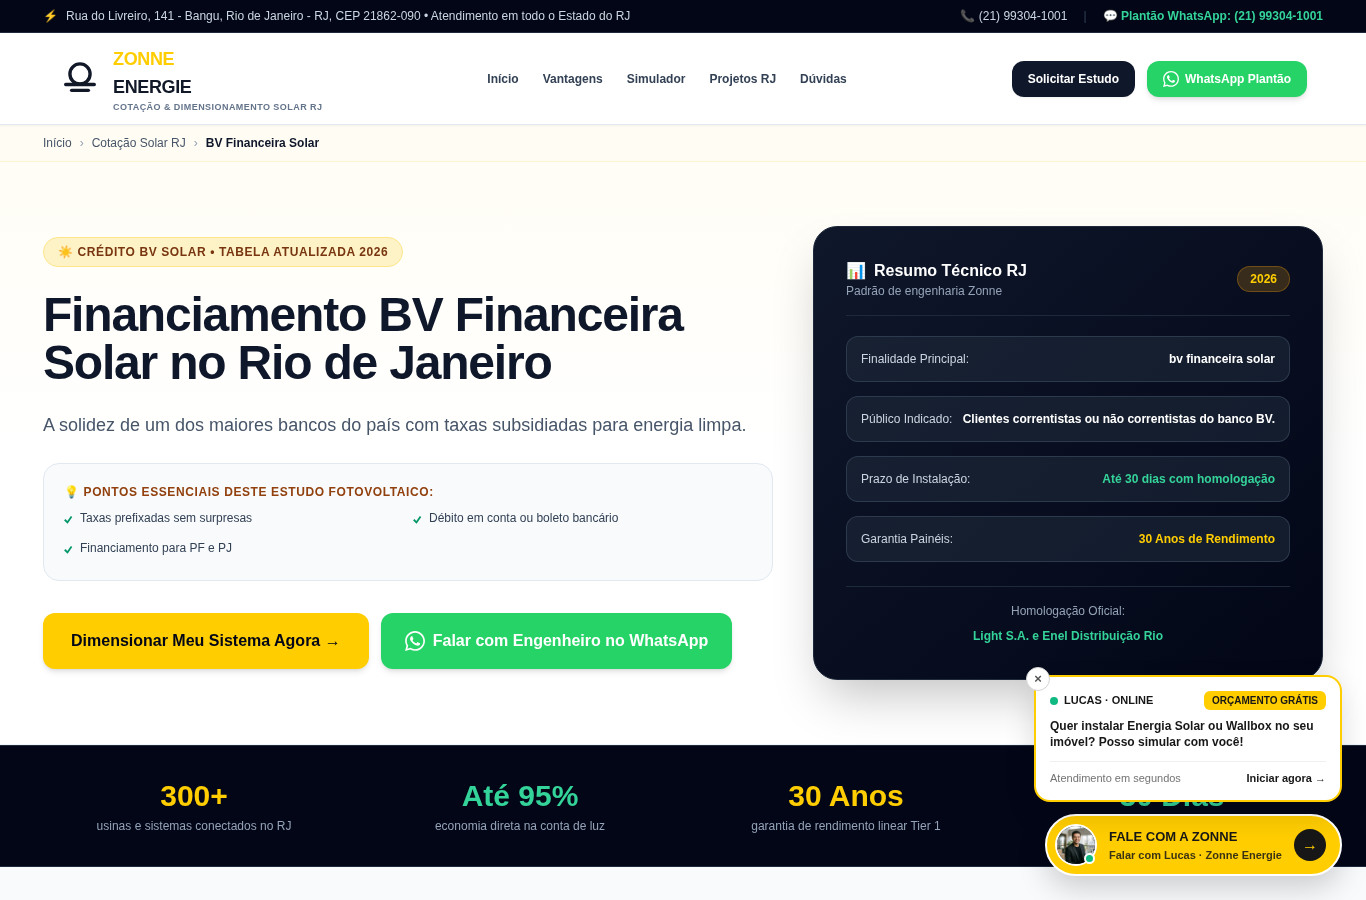 ⚡ Rua do Livreiro, 141 - Bangu, Rio de Janeiro - RJ, CEP 21862-090 • Atendimento em todo o Estado do RJ
📞 (21) 99304-1001 | 💬 Plantão WhatsApp: (21) 99304-1001
ZONNE
ENERGIE
COTAÇÃO & DIMENSIONAMENTO SOLAR RJ
Início Vantagens Simulador Projetos RJ Dúvidas
Solicitar Estudo
WhatsApp Plantão
Início › Cotação Solar RJ › BV Financeira Solar
☀️ CRÉDITO BV SOLAR • TABELA ATUALIZADA 2026
Financiamento BV Financeira
Solar no Rio de Janeiro
A solidez de um dos maiores bancos do país com taxas subsidiadas para energia limpa.
💡 PONTOS ESSENCIAIS DESTE ESTUDO FOTOVOLTAICO:
Taxas prefixadas sem surpresas
Débito em conta ou boleto bancário
Financiamento para PF e PJ
Dimensionar Meu Sistema Agora →
Falar com Engenheiro no WhatsApp
📊 Resumo Técnico RJ
Padrão de engenharia Zonne
2026
Finalidade Principal: bv financeira solar
Público Indicado: Clientes correntistas ou não correntistas do banco BV.
Prazo de Instalação: Até 30 dias com homologação
Garantia Painéis: 30 Anos de Rendimento
Homologação Oficial:
Light S.A. e Enel Distribuição Rio
300+
usinas e sistemas conectados no RJ
Até 95%
economia direta na conta de luz
30 Anos
garantia de rendimento linear Tier 1
×
LUCAS · ONLINE
ORÇAMENTO GRÁTIS
Quer instalar Energia Solar ou Wallbox no seu
imóvel? Posso simular com você!
Atendimento em segundos
Iniciar agora →
FALE COM A ZONNE
Falar com Lucas · Zonne Energie
→